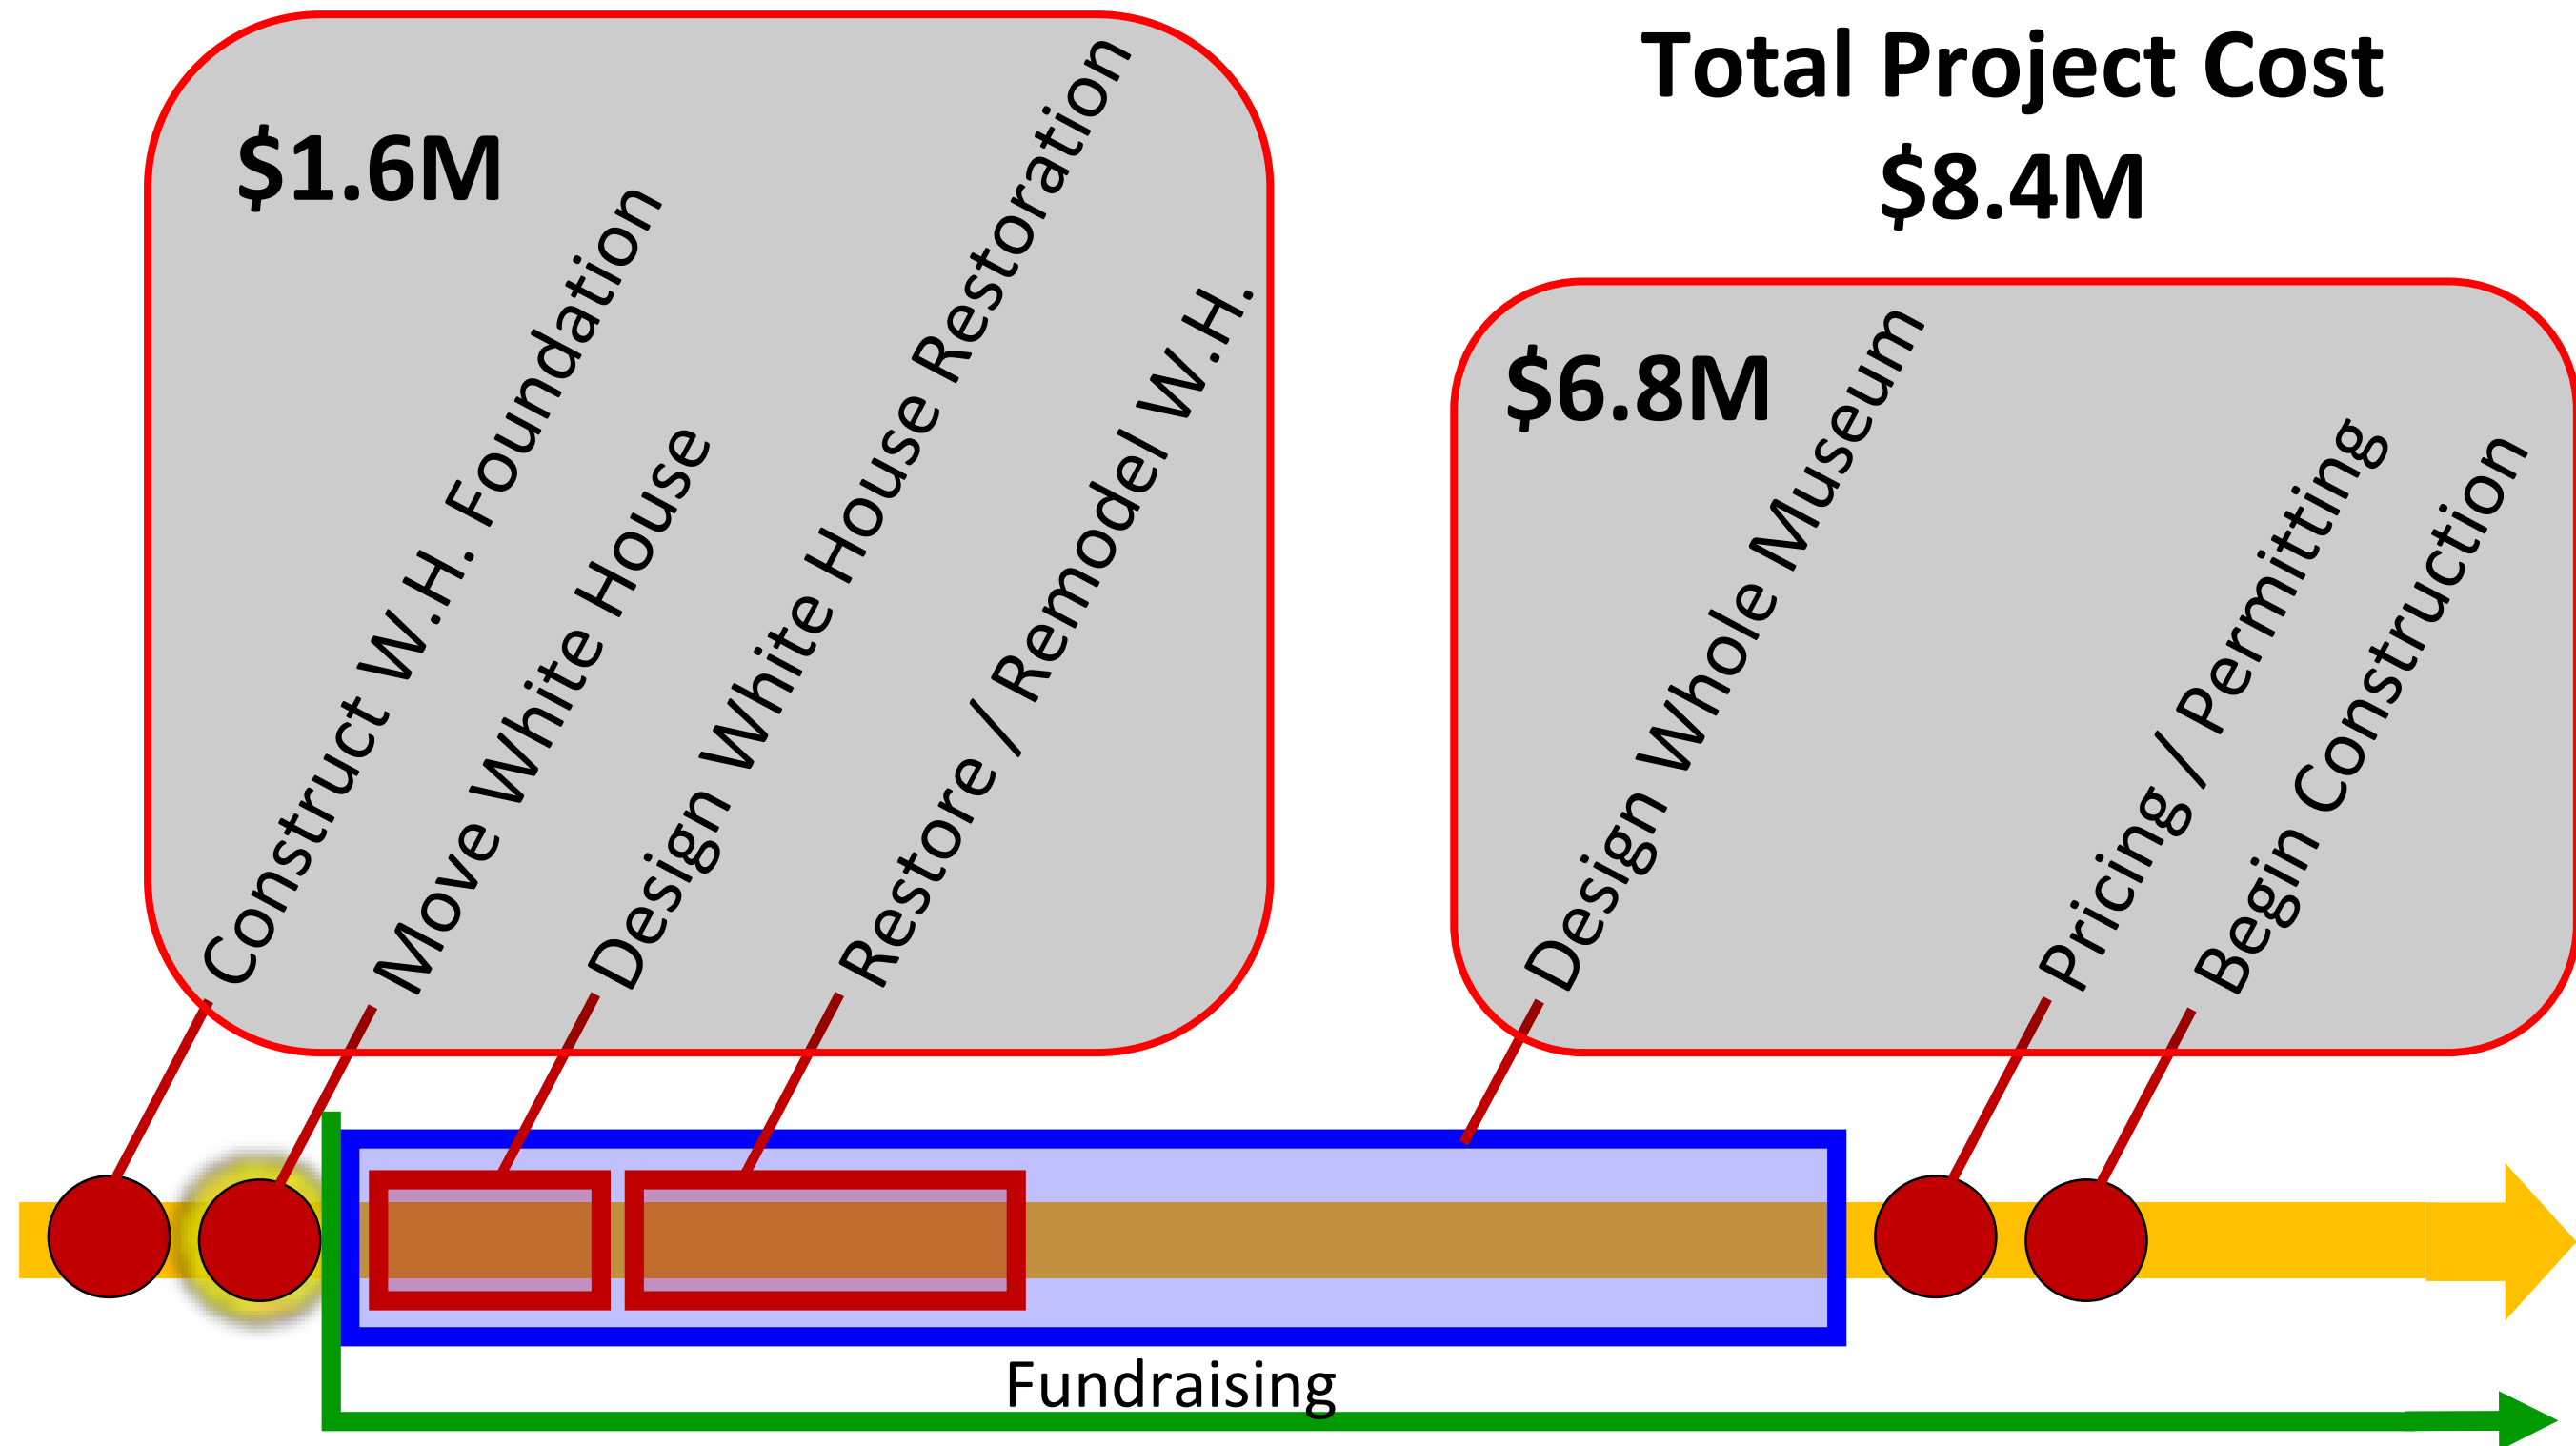 Total Project Cost
$8.4M
$1.6M
Construct W.H. Foundation
Move White House
Design White House Restoration
Restore / Remodel W.H.
$6.8M
Design Whole Museum
Pricing / Permitting
Begin Construction
Fundraising